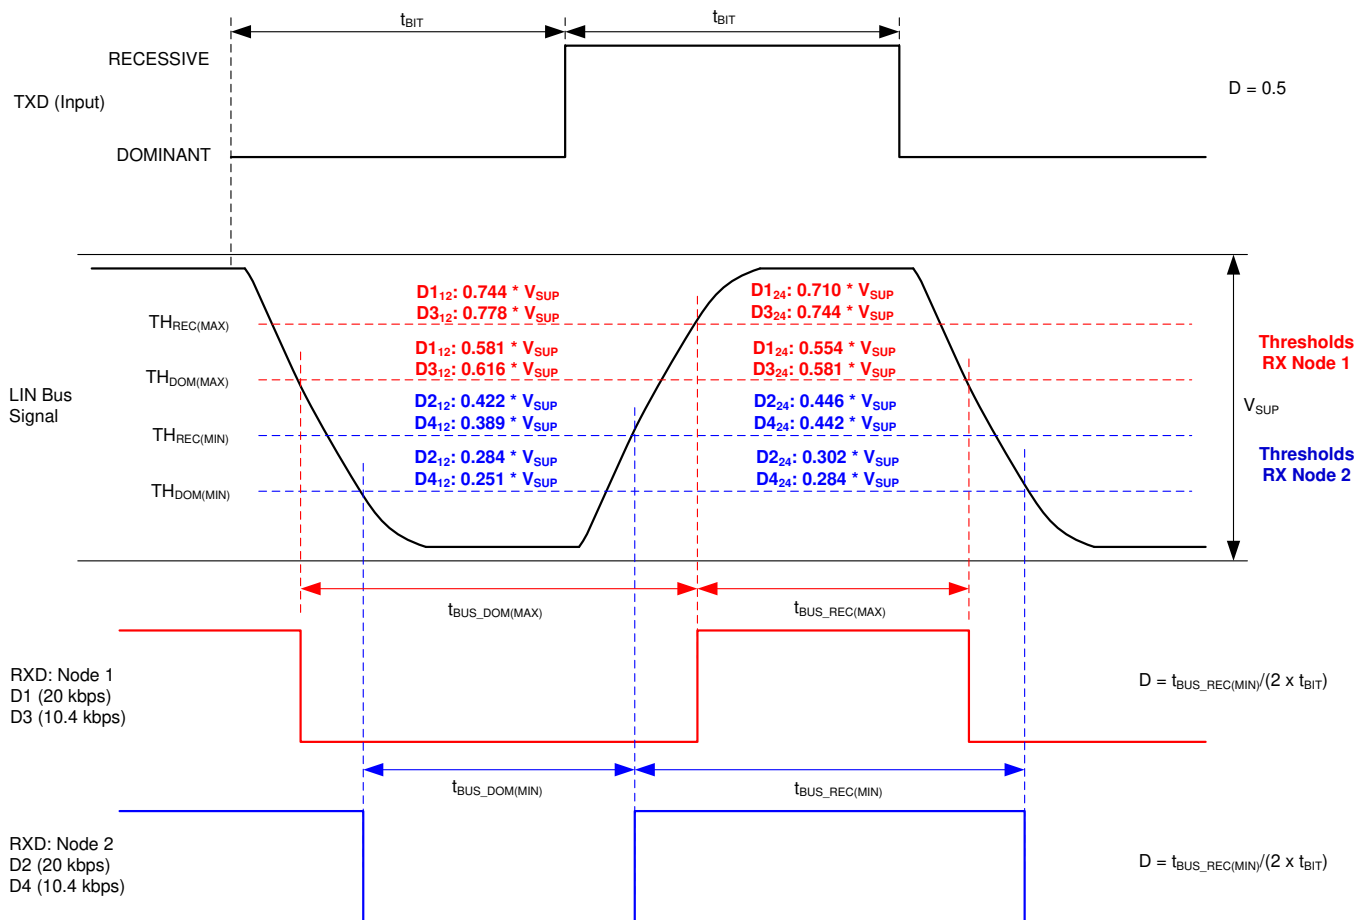 tBIT
tBIT
RECESSIVE
TXD (Input)
D = 0.5
DOMINANT
D1₁₂: 0.744 * VSUP
D3₁₂: 0.778 * VSUP
D1₂₄: 0.710 * VSUP
D3₂₄: 0.744 * VSUP
THREC(MAX)
D1₁₂: 0.581 * VSUP
D3₁₂: 0.616 * VSUP
D1₂₄: 0.554 * VSUP
D3₂₄: 0.581 * VSUP
Thresholds
RX Node 1
THDOM(MAX)
LIN Bus
Signal
D2₁₂: 0.422 * VSUP
D4₁₂: 0.389 * VSUP
D2₂₄: 0.446 * VSUP
D4₂₄: 0.442 * VSUP
VSUP
THREC(MIN)
D2₁₂: 0.284 * VSUP
D4₁₂: 0.251 * VSUP
D2₂₄: 0.302 * VSUP
D4₂₄: 0.284 * VSUP
Thresholds
RX Node 2
THDOM(MIN)
tBUS_DOM(MAX)
tBUS_REC(MAX)
RXD: Node 1
D1 (20 kbps)
D3 (10.4 kbps)
D = tBUS_REC(MIN)/(2 x tBIT)
tBUS_DOM(MIN)
tBUS_REC(MIN)
RXD: Node 2
D2 (20 kbps)
D4 (10.4 kbps)
D = tBUS_REC(MIN)/(2 x tBIT)